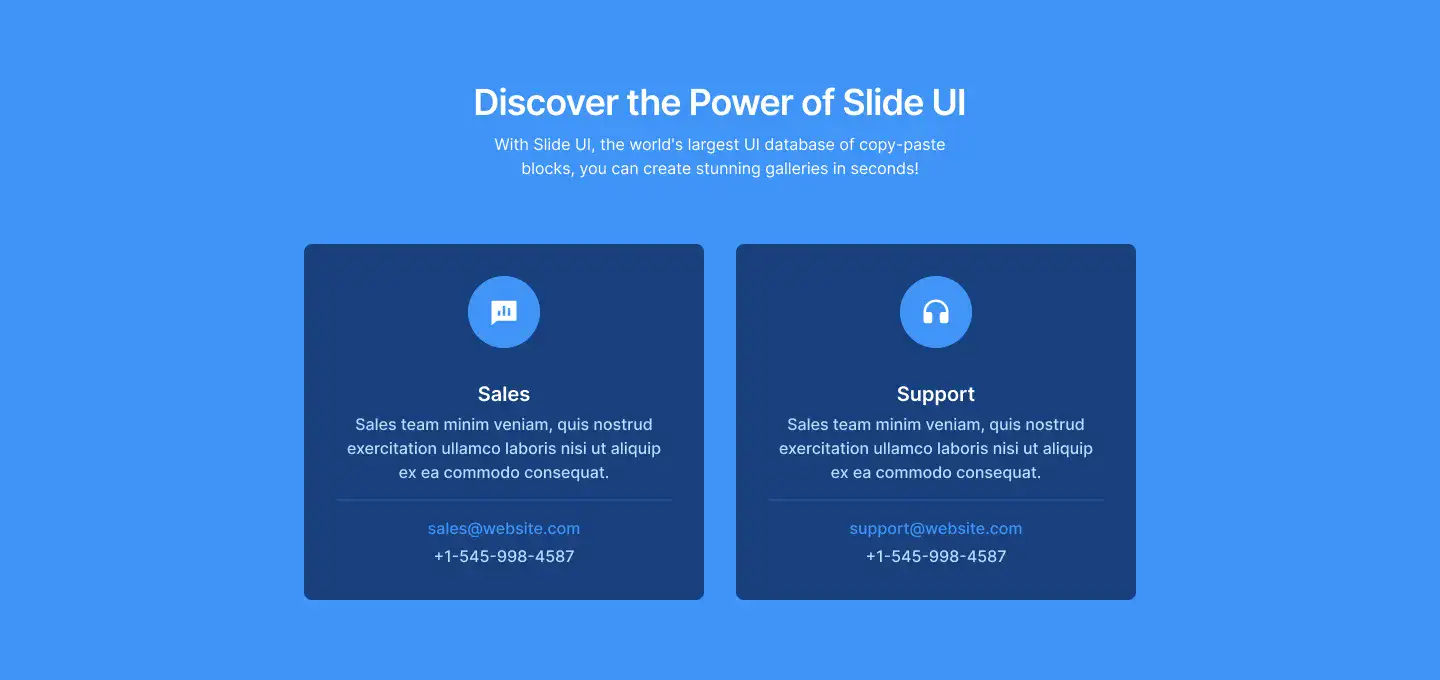 Discover the Power of Slide UI
With Slide UI, the world's largest UI database of copy-paste
blocks, you can create stunning galleries in seconds!
Sales
Sales team minim veniam, quis nostrud
exercitation ullamco laboris nisi ut aliquip
ex ea commodo consequat.
sales@website.com
+1-545-998-4587
Support
Sales team minim veniam, quis nostrud
exercitation ullamco laboris nisi ut aliquip
ex ea commodo consequat.
support@website.com
+1-545-998-4587